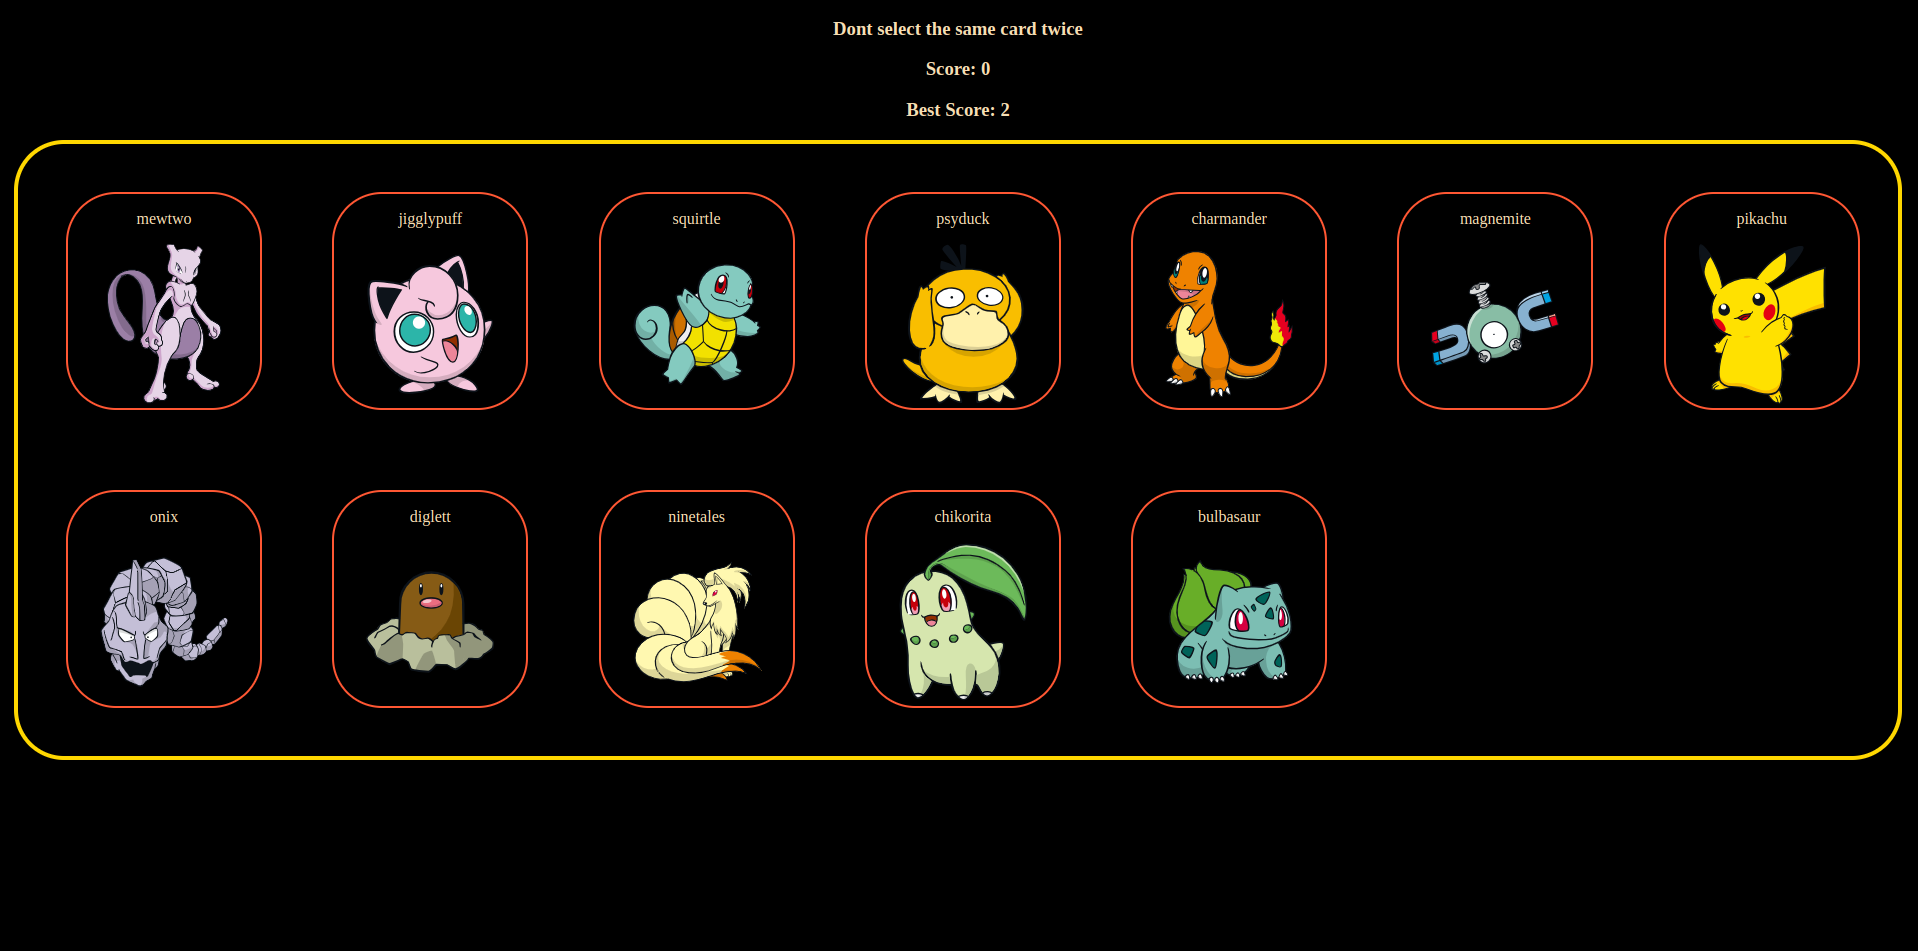 Dont select the same card twice
Score: 0
Best Score: 2
mewtwo
jigglypuff
squirtle
psyduck
charmander
magnemite
pikachu
onix
diglett
ninetales
chikorita
bulbasaur